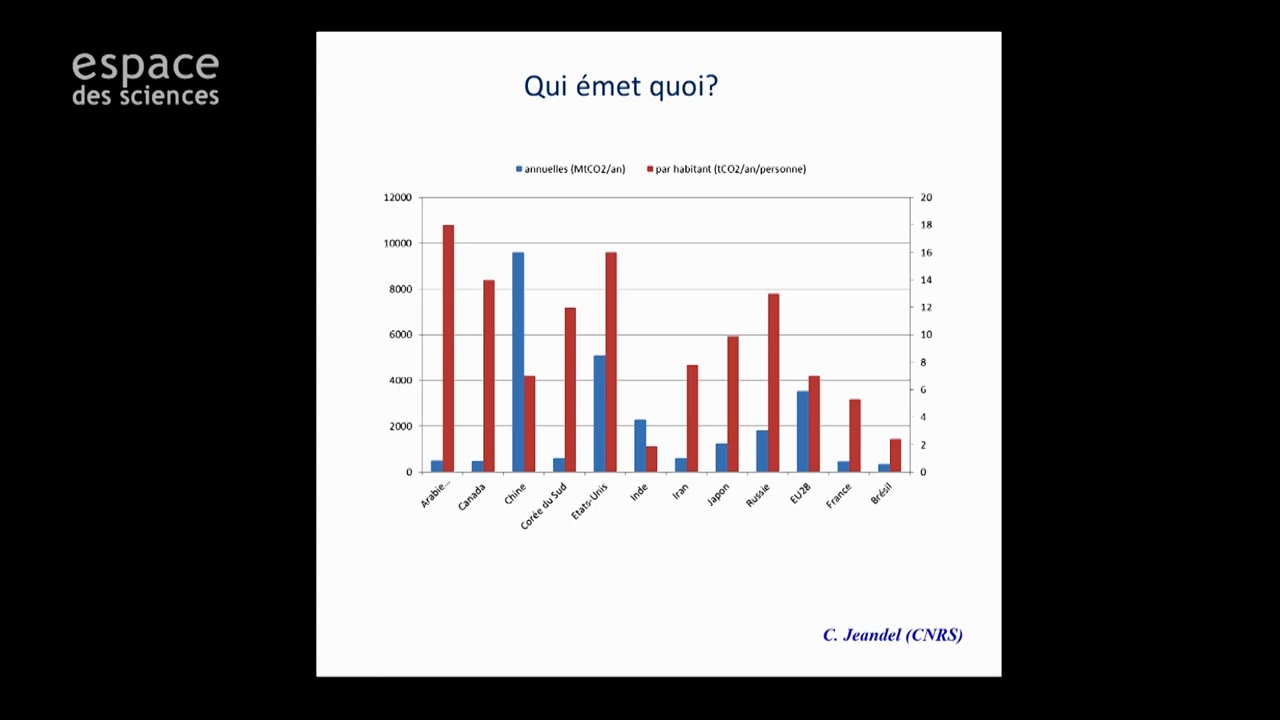 espace
des sciences
Qui émet quoi?
annuelles (MtCO2/an) par habitant (tCO2/an/personne)
12000 20
18
10000 16
14
8000 12
6000 10
8
4000 6
4
2000 2
0 0
Arabie... Canada Chine Corée du Sud Etats-Unis Inde Iran Japon Russie EU28 France Brésil
C. Jeandel (CNRS)